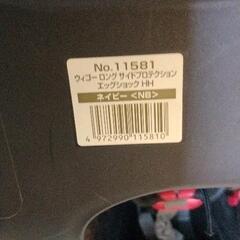 No.11581
ウィゴー ロング サイドプロテクション
エッグショック HH
ネイビー <NB>
4 972990 115810